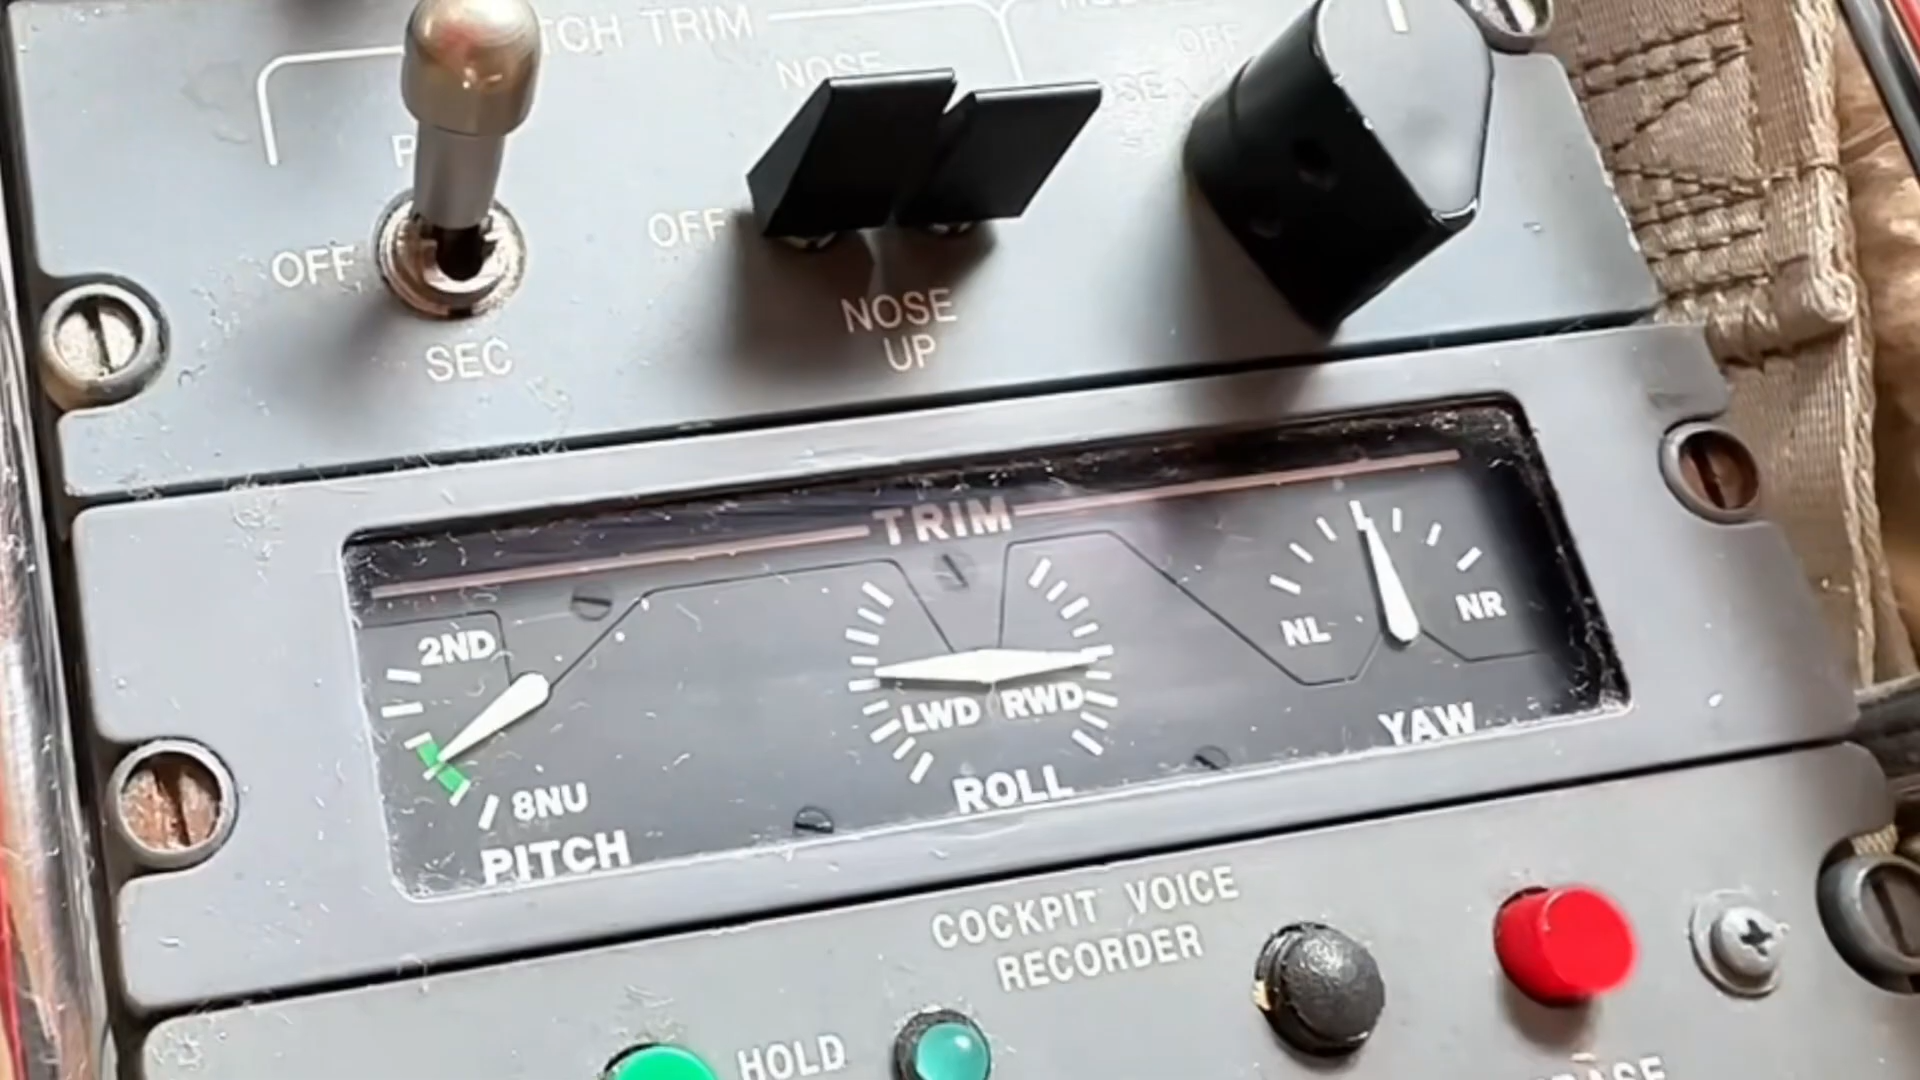 TRIM
NOSE
OFF
OFF
OFF
NOSE
UP
SEC
TRIM
2ND
8NU
PITCH
LWD RWD
ROLL
NL
NR
YAW
COCKPIT VOICE
RECORDER
HOLD